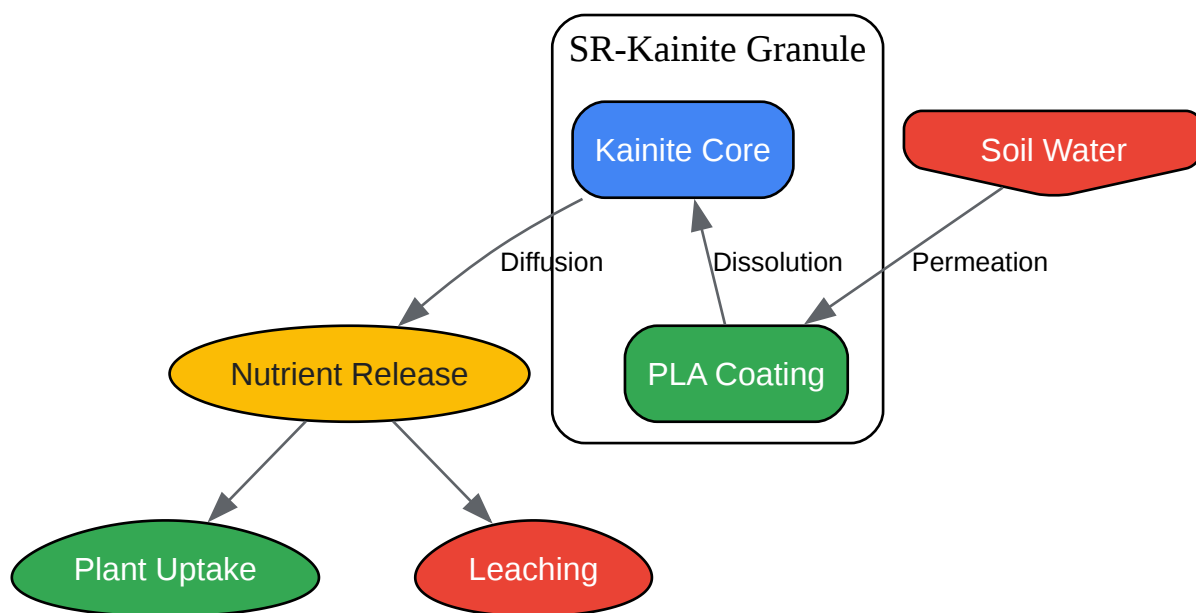 SR-Kainite Granule
Kainite Core
Soil Water
Diffusion
Dissolution
Permeation
Nutrient Release
PLA Coating
Plant Uptake
Leaching